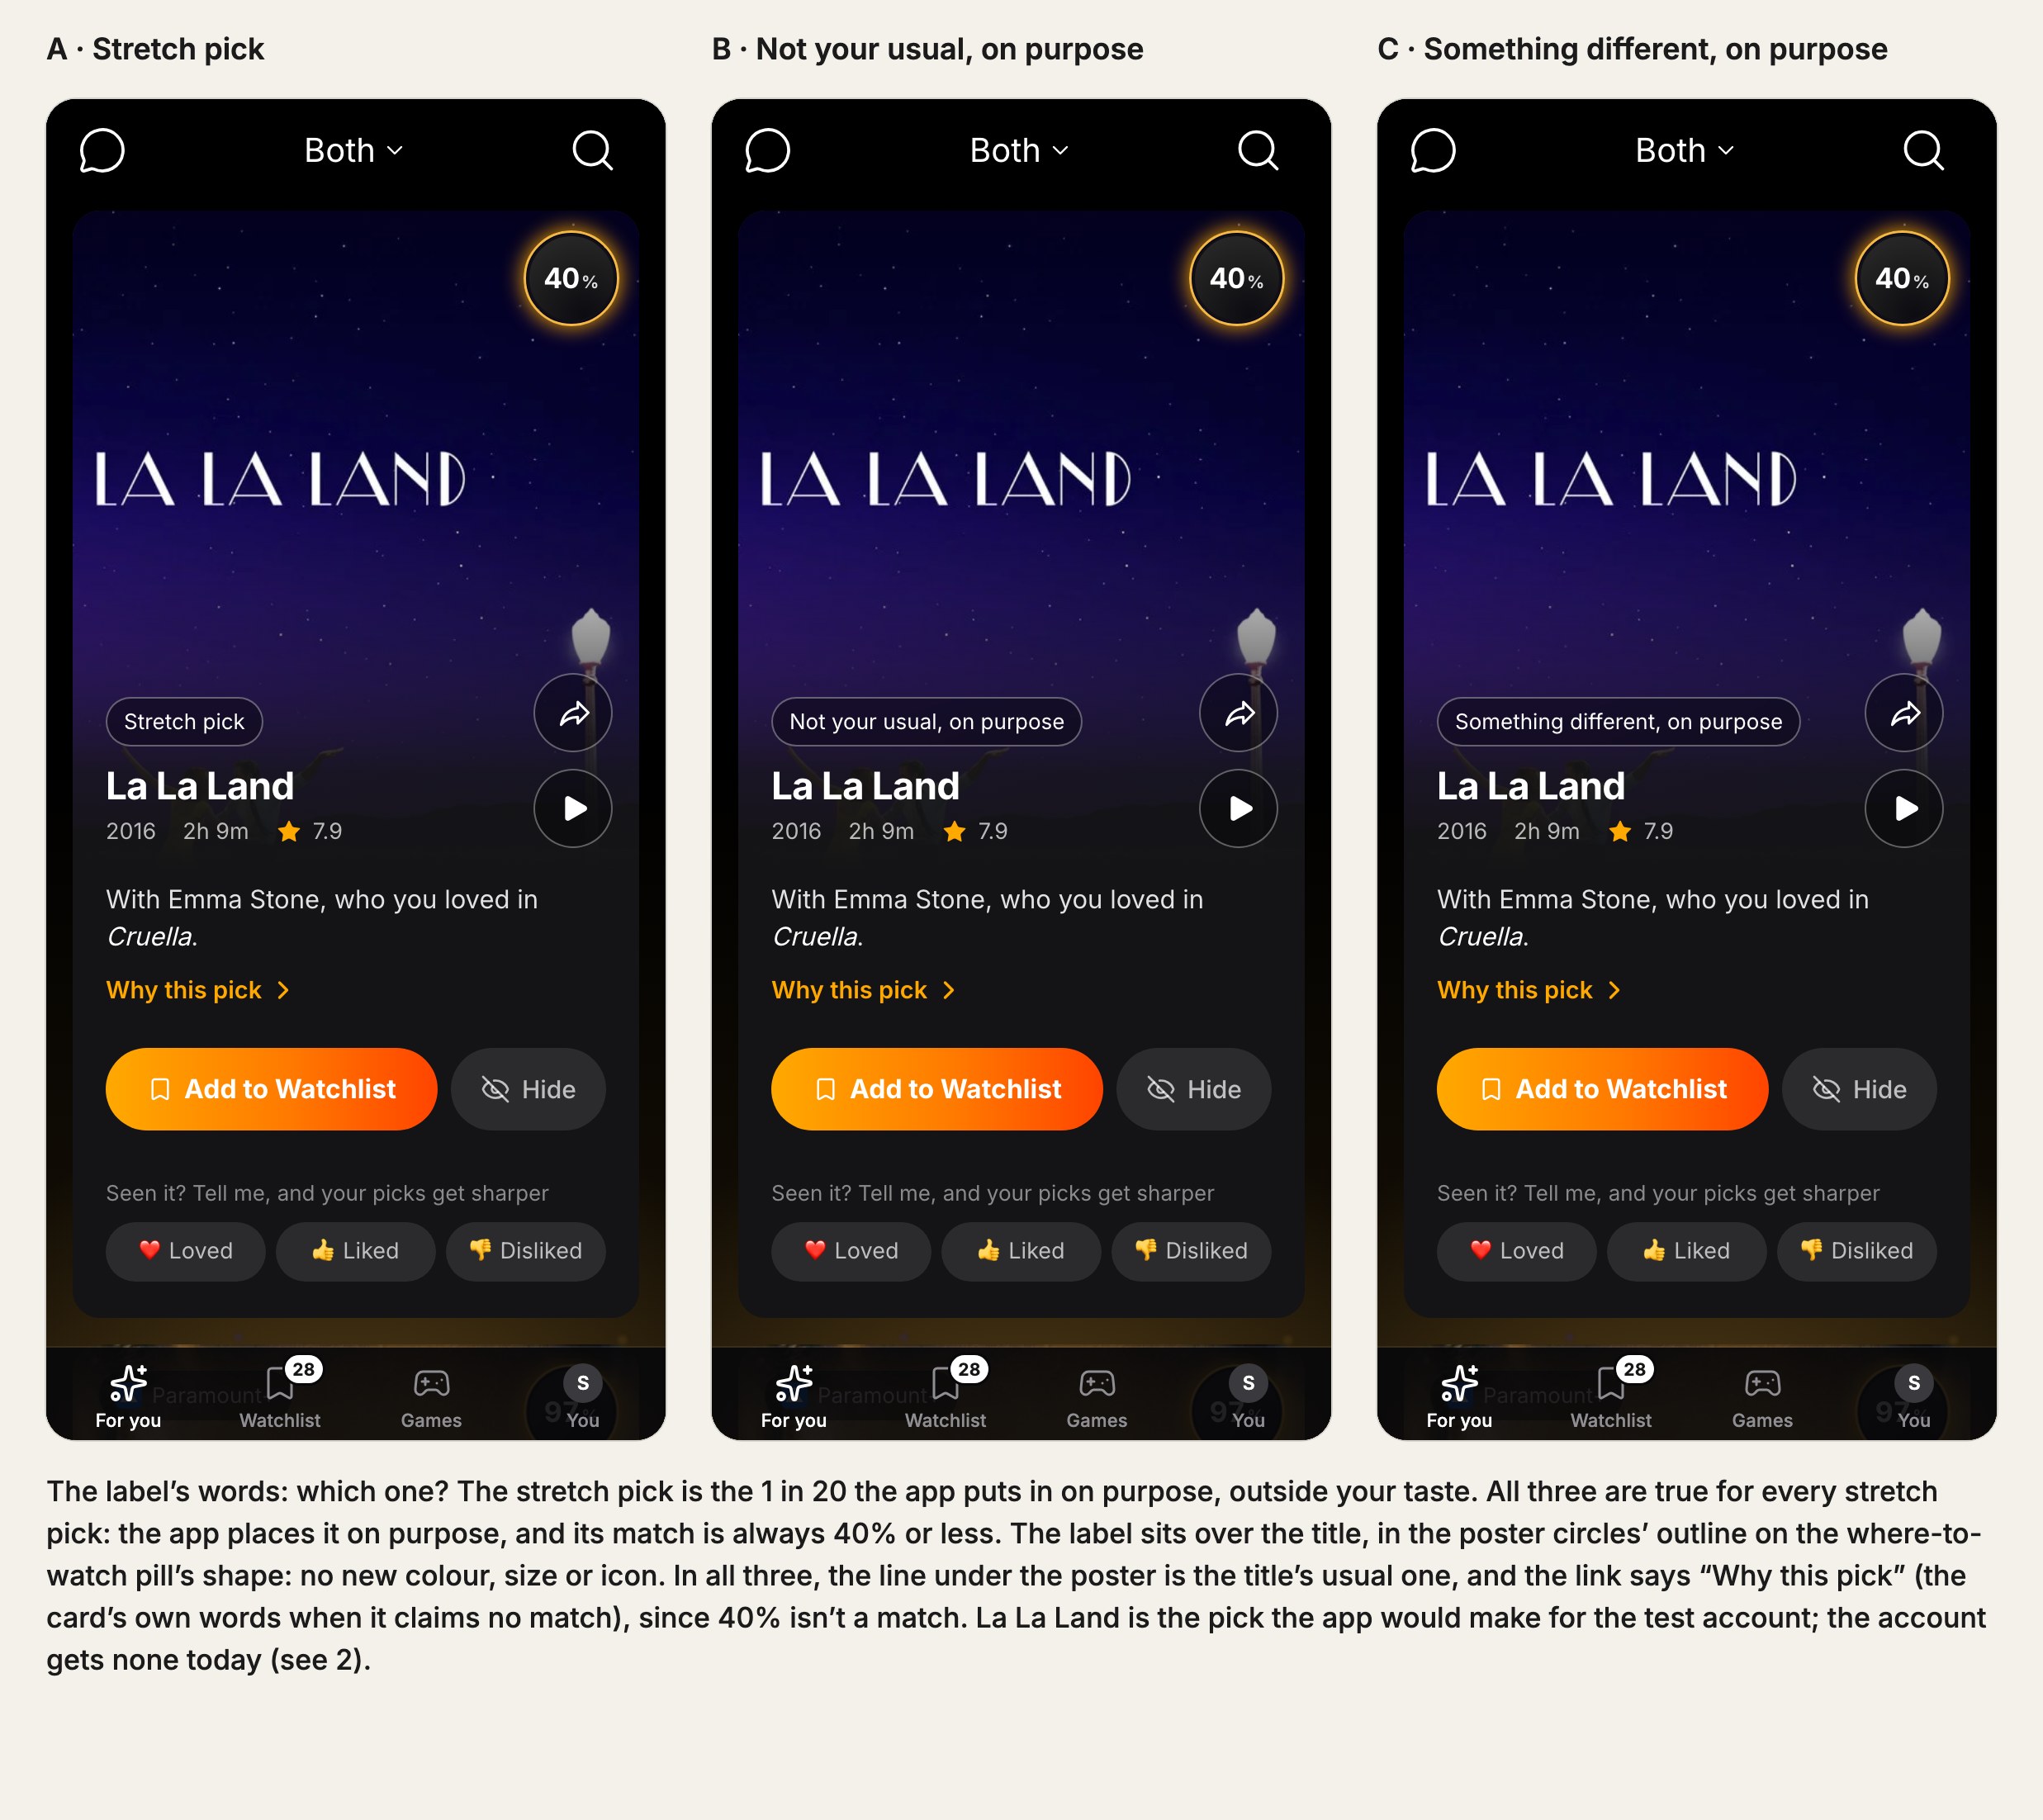 A · Stretch pick
Both
40%
LA LA LAND
Stretch pick
La La Land
2016 2h 9m 7.9
With Emma Stone, who you loved in
Cruella.
Why this pick
Add to Watchlist
Hide
Seen it? Tell me, and your picks get sharper
Loved
Liked
Disliked
Paramount
97
For you
28
Watchlist
Games
S
You
B · Not your usual, on purpose
Both
40%
LA LA LAND
Not your usual, on purpose
La La Land
2016 2h 9m 7.9
With Emma Stone, who you loved in
Cruella.
Why this pick
Add to Watchlist
Hide
Seen it? Tell me, and your picks get sharper
Loved
Liked
Disliked
Paramount
97
For you
28
Watchlist
Games
S
You
C · Something different, on purpose
Both
40%
LA LA LAND
Something different, on purpose
La La Land
2016 2h 9m 7.9
With Emma Stone, who you loved in
Cruella.
Why this pick
Add to Watchlist
Hide
Seen it? Tell me, and your picks get sharper
Loved
Liked
Disliked
Paramount
97
For you
28
Watchlist
Games
S
You
The label’s words: which one? The stretch pick is the 1 in 20 the app puts in on purpose, outside your taste. All three are true for every stretch
pick: the app places it on purpose, and its match is always 40% or less. The label sits over the title, in the poster circles’ outline on the where-to-
watch pill’s shape: no new colour, size or icon. In all three, the line under the poster is the title’s usual one, and the link says “Why this pick” (the
card’s own words when it claims no match), since 40% isn’t a match. La La Land is the pick the app would make for the test account; the account
gets none today (see 2).